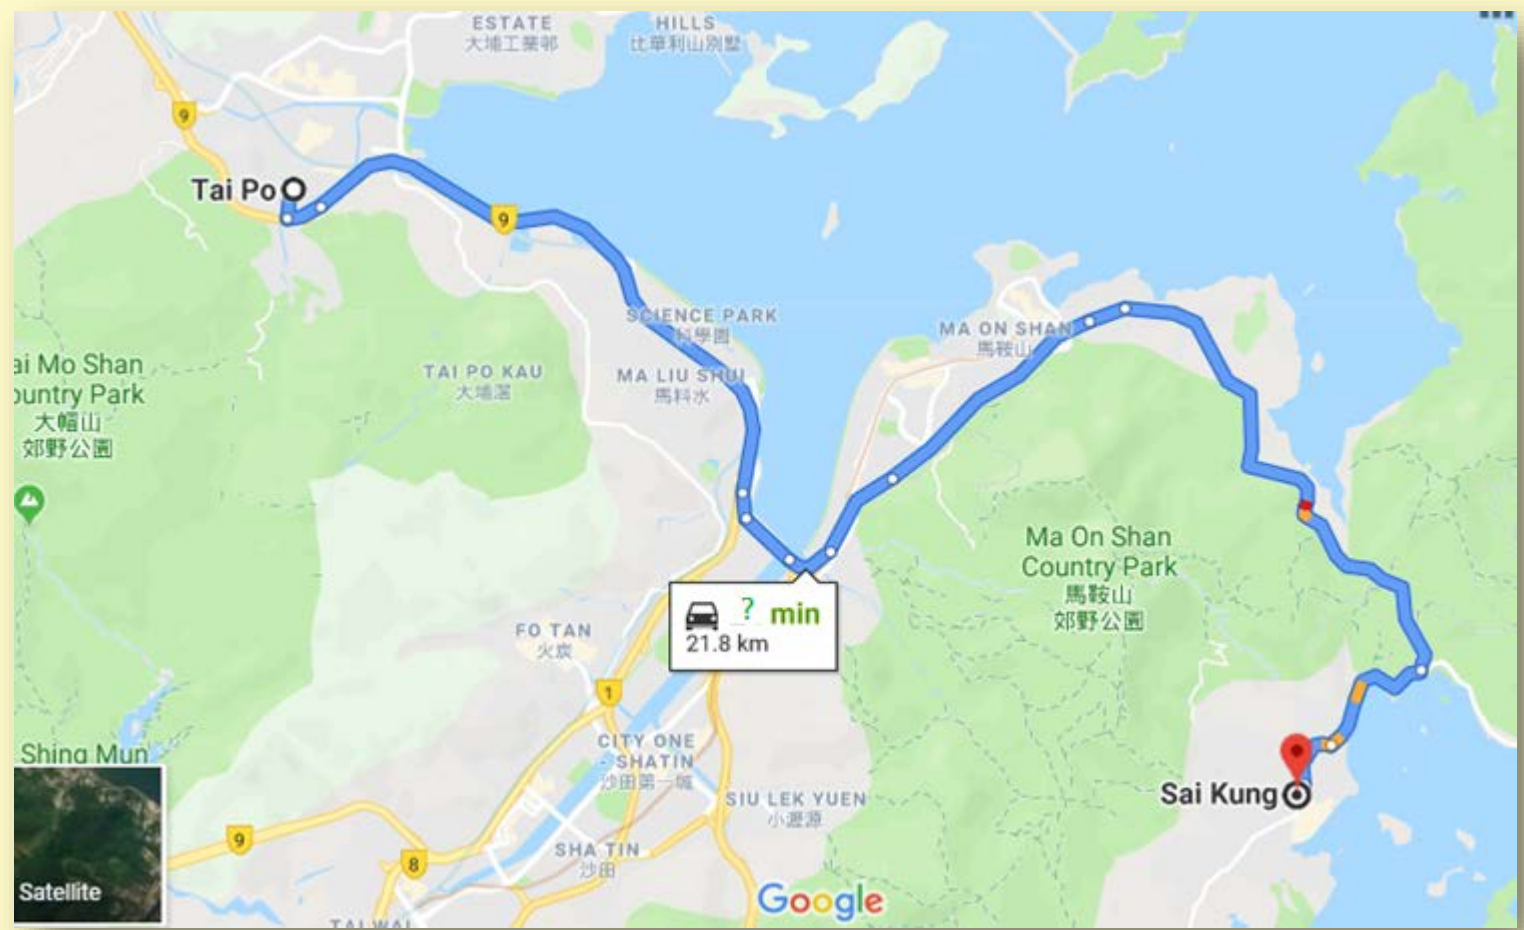 ESTATE
大埔工業邨
HILLS
比華利山別墅
9
Tai Po
9
SCIENCE PARK
科學園
MA ON SHAN
馬鞍山
ai Mo Shan
ountry Park
大帽山
郊野公園
TAI PO KAU
大埔滘
MA LIU SHUI
馬料水
Ma On Shan
Country Park
馬鞍山
郊野公園
? min
21.8 km
FO TAN
火炭
1
CITY ONE
- SHATIN
沙田第一城
Shing Mun
Sai Kung
SIU LEK YUEN
小瀝源
9
8
SHA TIN
沙田
Satellite
Google
TAI WAI